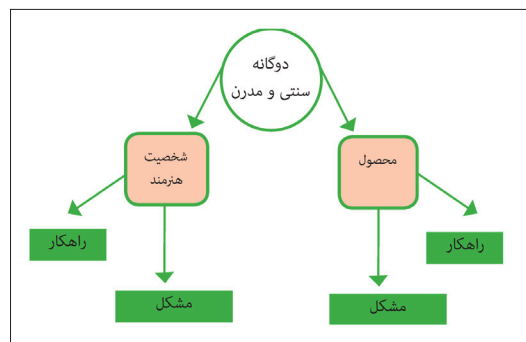 دوگانه
سنتی و مدرن
محصول
شخصیت
هنرمند
راهکار
راهکار
مشکل
مشکل